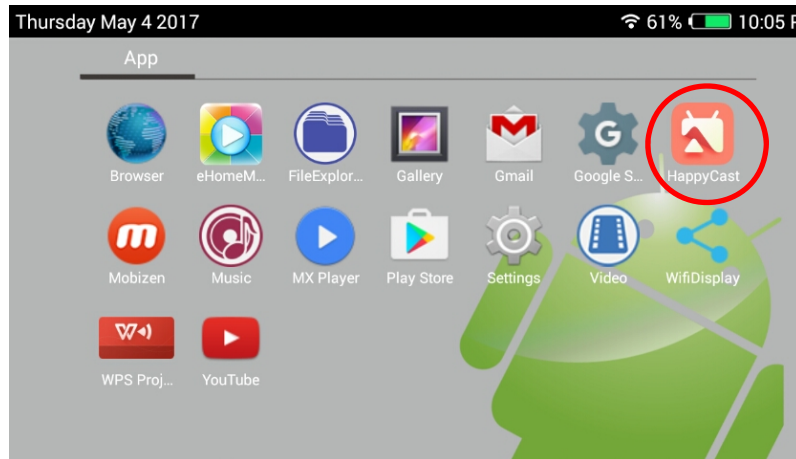 Thursday May 4 2017 61% 10:05 P
App
Browser eHomeM... FileExplor... Gallery Gmail Google S... HappyCast
Mobizen Music MX Player Play Store Settings Video WifiDisplay
WPS Proj... YouTube